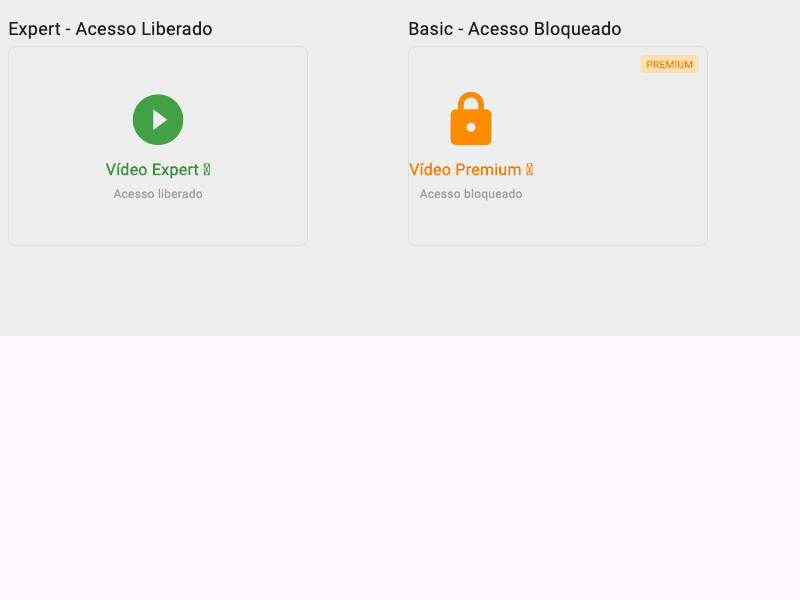 Expert - Acesso Liberado
Vídeo Expert
Acesso liberado
Basic - Acesso Bloqueado
PREMIUM
Vídeo Premium
Acesso bloqueado